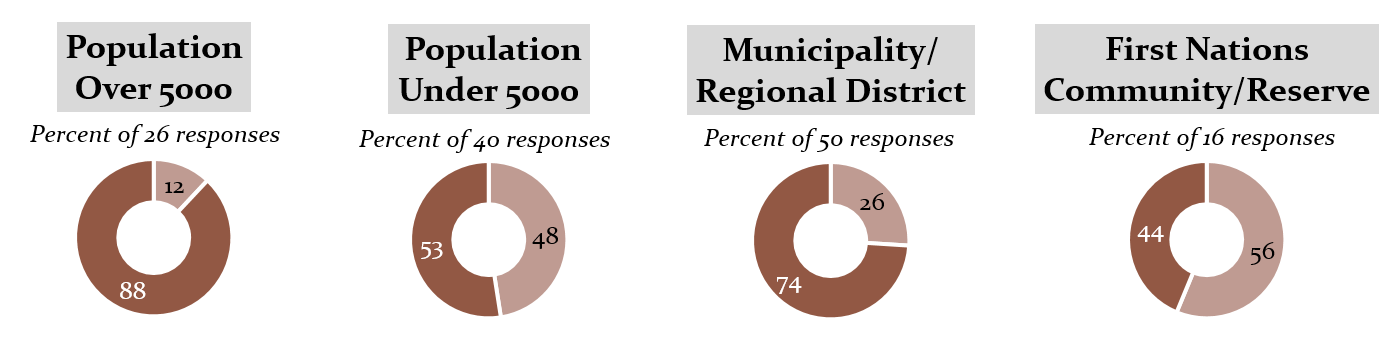 Population
Over 5000
Percent of 26 responses
12
88
Population
Under 5000
Percent of 40 responses
53
48
Municipality/
Regional District
Percent of 50 responses
26
74
First Nations
Community/Reserve
Percent of 16 responses
44
56